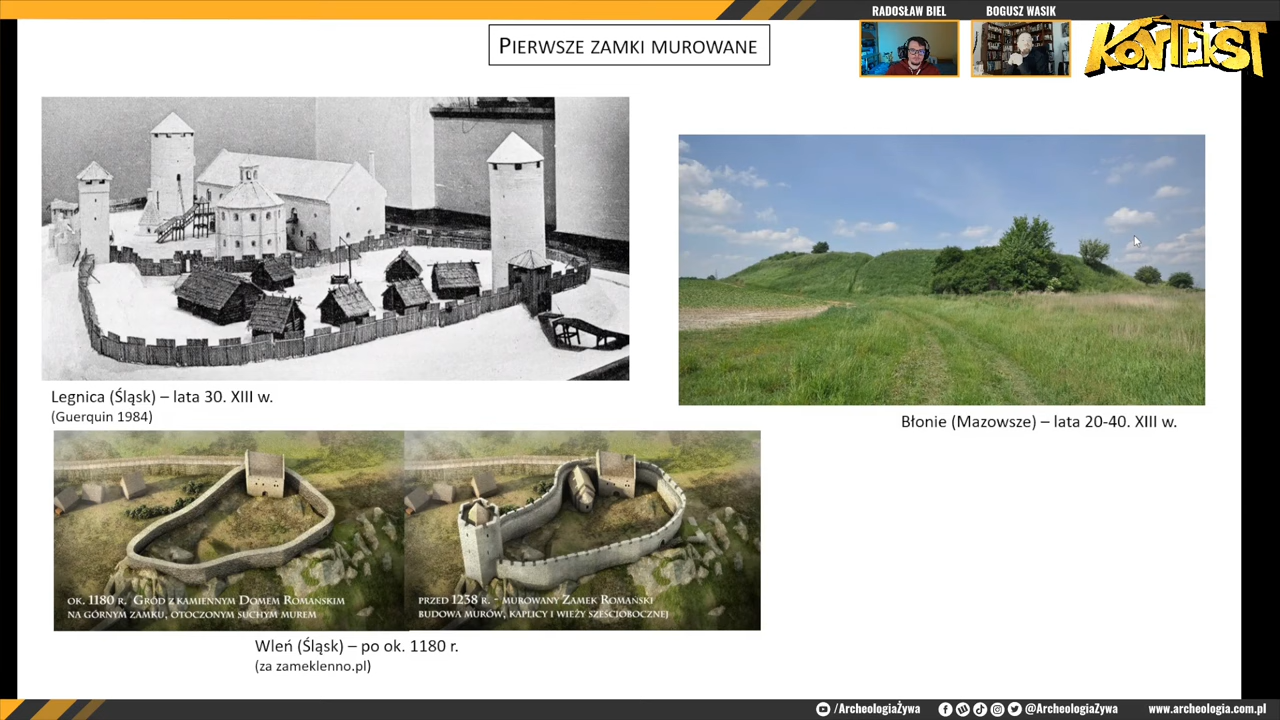 RADOSŁAW BIEL
BOGUSZ WASIK
KONTEKST
PIERWSZE ZAMKI MUROWANE
Legnica (Śląsk) – lata 30. XIII w.
(Guerquin 1984)
Błonie (Mazowsze) – lata 20-40. XIII w.
OK. 1180 R. GRÓD Z KAMIENNYM DOMEM ROMAŃSKIM
NA GÓRNYM ZAMKU, OTOCZONYM SUCHYM MUREM
PRZED 1238 R. - MUROWANY ZAMEK ROMAŃSKI
BUDOWA MURÓW, KAPLICY I WIEŻY SZEŚCIOBOCZNEJ
Wleń (Śląsk) – po ok. 1180 r.
(za zameklenno.pl)
/ArcheologiaŻywa
@ArcheologiaZywa
www.archeologia.com.pl